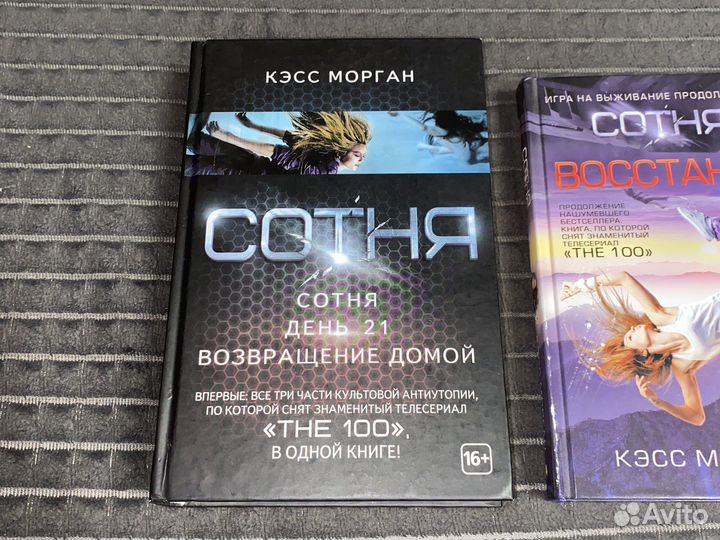 КЭСС МОРГАН
СОТНЯ
СОТНЯ
ДЕНЬ 21
ВОЗВРАЩЕНИЕ ДОМОЙ
ВПЕРВЫЕ: ВСЕ ТРИ ЧАСТИ КУЛЬТОВОЙ АНТИУТОПИИ,
ПО КОТОРОЙ СНЯТ ЗНАМЕНИТЫЙ ТЕЛЕСЕРИАЛ
«THE 100»,
В ОДНОЙ КНИГЕ!
16+
ИГРА НА ВЫЖИВАНИЕ ПРОДОЛ
СОТНЯ
ВОССТАН
ПРОДОЛЖЕНИЕ
НАШУМЕВШЕГО
БЕСТСЕЛЛЕРА.
КНИГА, ПО КОТОРОЙ
СНЯТ ЗНАМЕНИТЫЙ
ТЕЛЕСЕРИАЛ
«THE 100»
КЭСС М
Avito